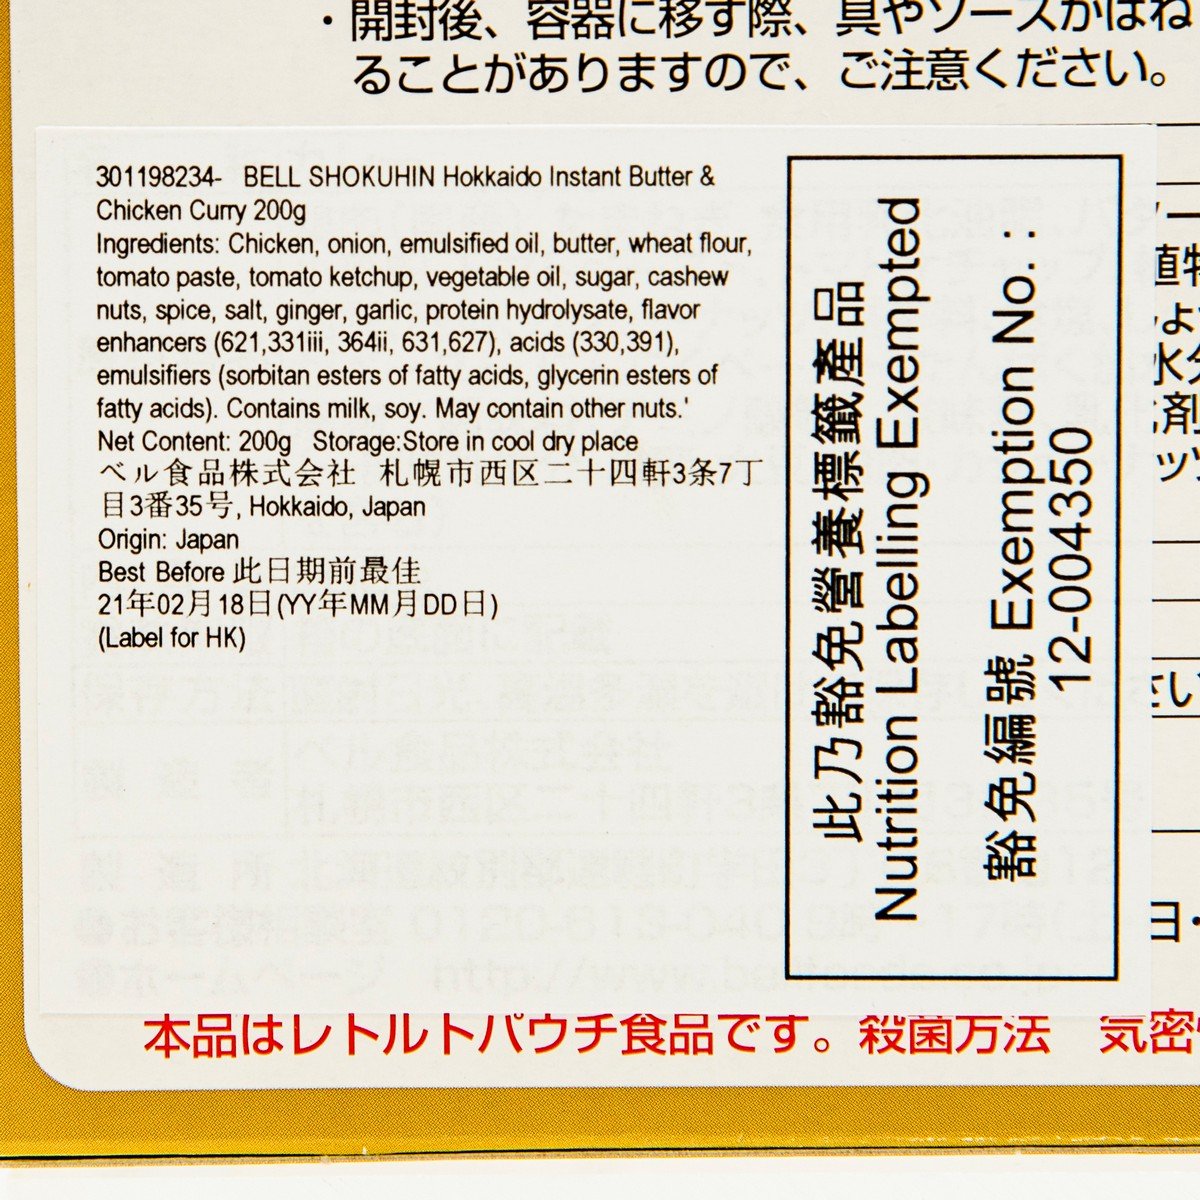 ・開封後、容器に移す際、具やソースがはね
ることがありますので、ご注意ください。
301198234- BELL SHOKUHIN Hokkaido Instant Butter &
Chicken Curry 200g
Ingredients: Chicken, onion, emulsified oil, butter, wheat flour,
tomato paste, tomato ketchup, vegetable oil, sugar, cashew
nuts, spice, salt, ginger, garlic, protein hydrolysate, flavor
enhancers (621,331iii, 364ii, 631,627), acids (330,391),
emulsifiers (sorbitan esters of fatty acids, glycerin esters of
fatty acids). Contains milk, soy. May contain other nuts.'
Net Content: 200g Storage:Store in cool dry place
ベル食品株式会社 札幌市西区二十四軒3条7丁
目3番35号, Hokkaido, Japan
Origin: Japan
Best Before 此日期前最佳
21年02月18日(YY年MM月DD日)
(Label for HK)
此乃豁免營養標籤產品
Nutrition Labelling Exempted
豁免編號 Exemption No. :
12-004350
本品はレトルトパウチ食品です。殺菌方法 気密